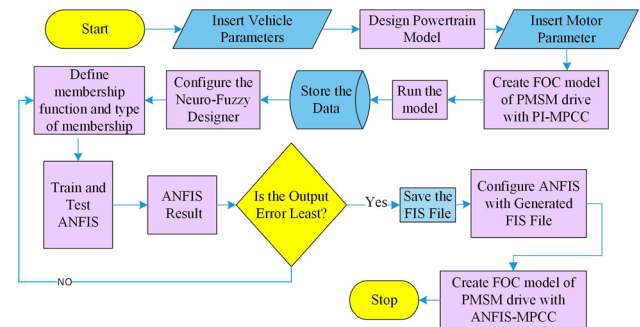 Start
Insert Vehicle
Parameters
Design Powertrain
Model
Insert Motor
Parameter
Create FOC model
of PMSM drive
with PI-MPCC
Run the
model
Store the
Data
Configure the
Neuro-Fuzzy
Designer
Define
membership
function and type
of membership
Train and
Test
ANFIS
ANFIS
Result
Is the Output
Error Least?
Yes
NO
Save the
FIS File
Configure ANFIS
with Generated
FIS File
Create FOC model of
PMSM drive with
ANFIS-MPCC
Stop